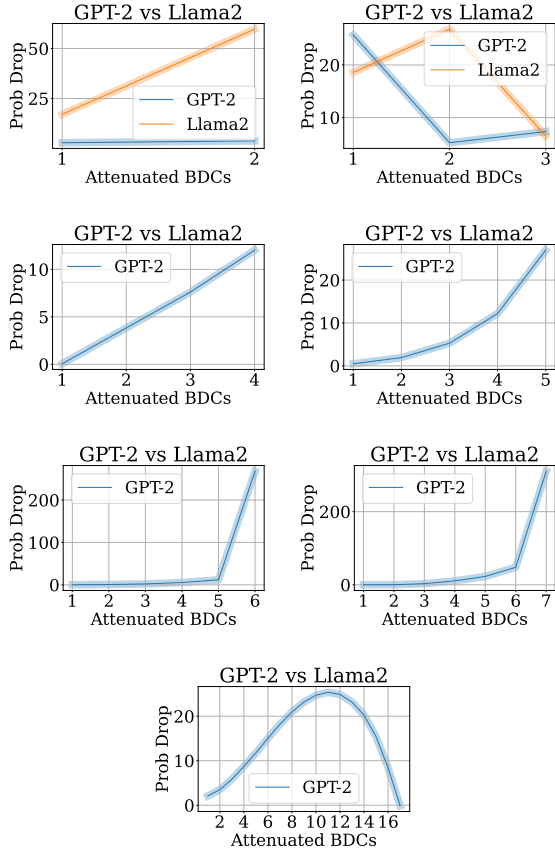 GPT-2 vs Llama2
Prob Drop
50
25
GPT-2
Llama2
1 2
Attenuated BDCs
GPT-2 vs Llama2
Prob Drop
20
10
GPT-2
Llama2
1 2 3
Attenuated BDCs
GPT-2 vs Llama2
Prob Drop
10
5
0
GPT-2
1 2 3 4
Attenuated BDCs
GPT-2 vs Llama2
Prob Drop
20
10
0
GPT-2
1 2 3 4 5
Attenuated BDCs
GPT-2 vs Llama2
Prob Drop
200
100
0
GPT-2
1 2 3 4 5 6
Attenuated BDCs
GPT-2 vs Llama2
Prob Drop
200
0
GPT-2
1 2 3 4 5 6 7
Attenuated BDCs
GPT-2 vs Llama2
Prob Drop
20
10
0
GPT-2
2 4 6 8 10 12 14 16
Attenuated BDCs